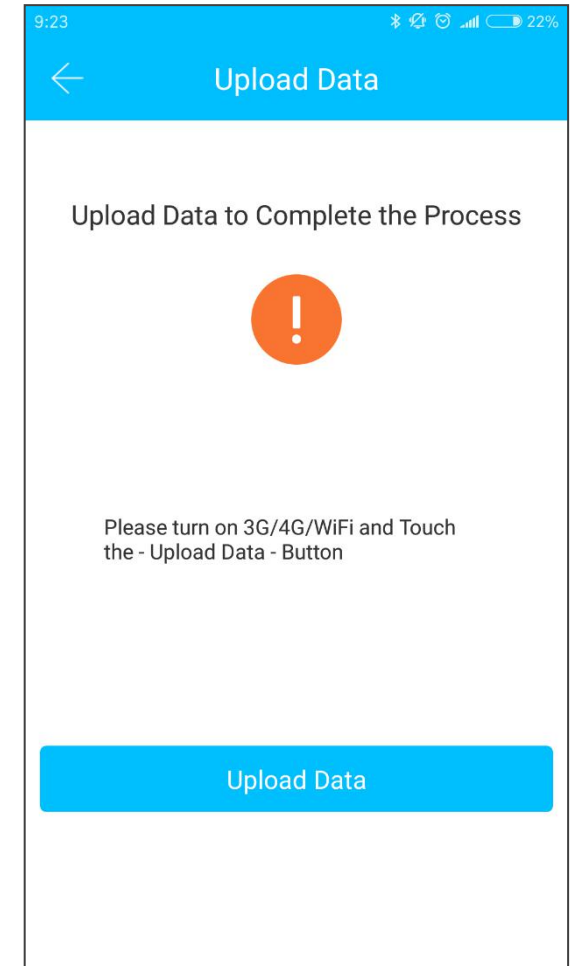 9:23
22%
Upload Data
Upload Data to Complete the Process
!
Please turn on 3G/4G/WiFi and Touch
the - Upload Data - Button
Upload Data